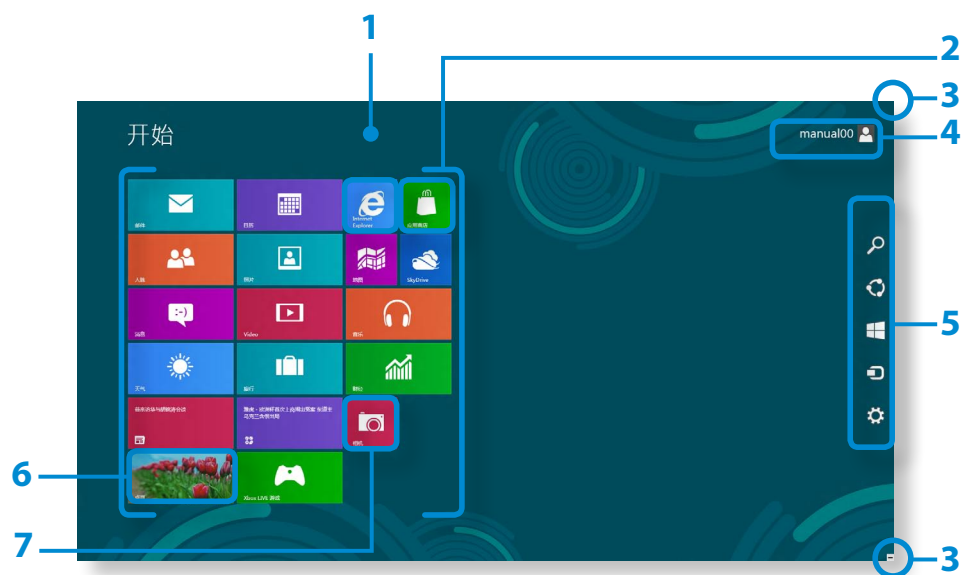 1
2
3
开始
manual00
4
邮件
日历
Internet
Explorer
应用商店
人脉
照片
地图
SkyDrive
消息
Video
音乐
5
天气
旅行
财经
相机
6
桌面
Xbox LIVE 游戏
7
3